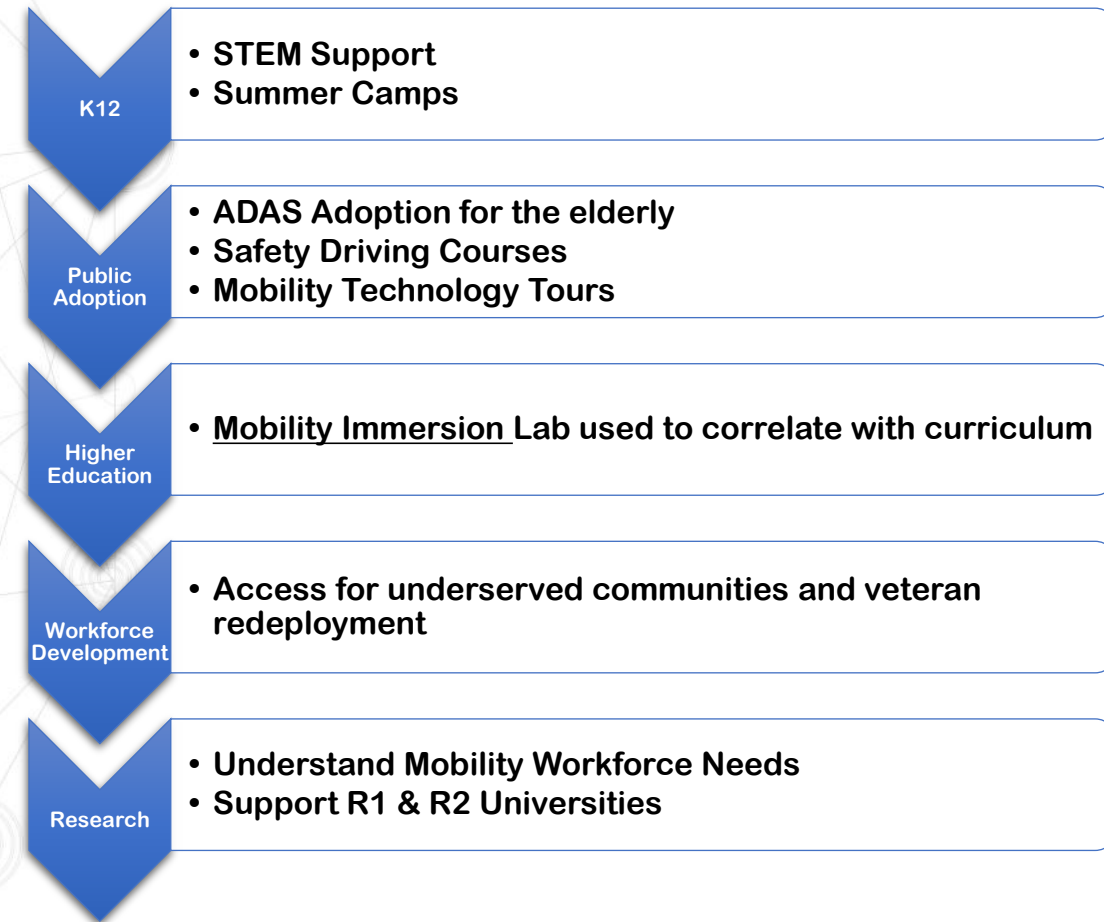 K12
• STEM Support
• Summer Camps
Public
Adoption
• ADAS Adoption for the elderly
• Safety Driving Courses
• Mobility Technology Tours
Higher
Education
• Mobility Immersion Lab used to correlate with curriculum
Workforce
Development
• Access for underserved communities and veteran
redeployment
Research
• Understand Mobility Workforce Needs
• Support R1 & R2 Universities